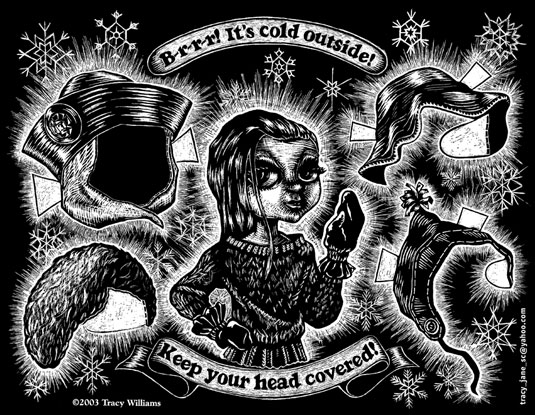 B-r-r-r! It's cold outside!
Keep your head covered!
©2003 Tracy Williams
tracy_jane_sc@yahoo.com